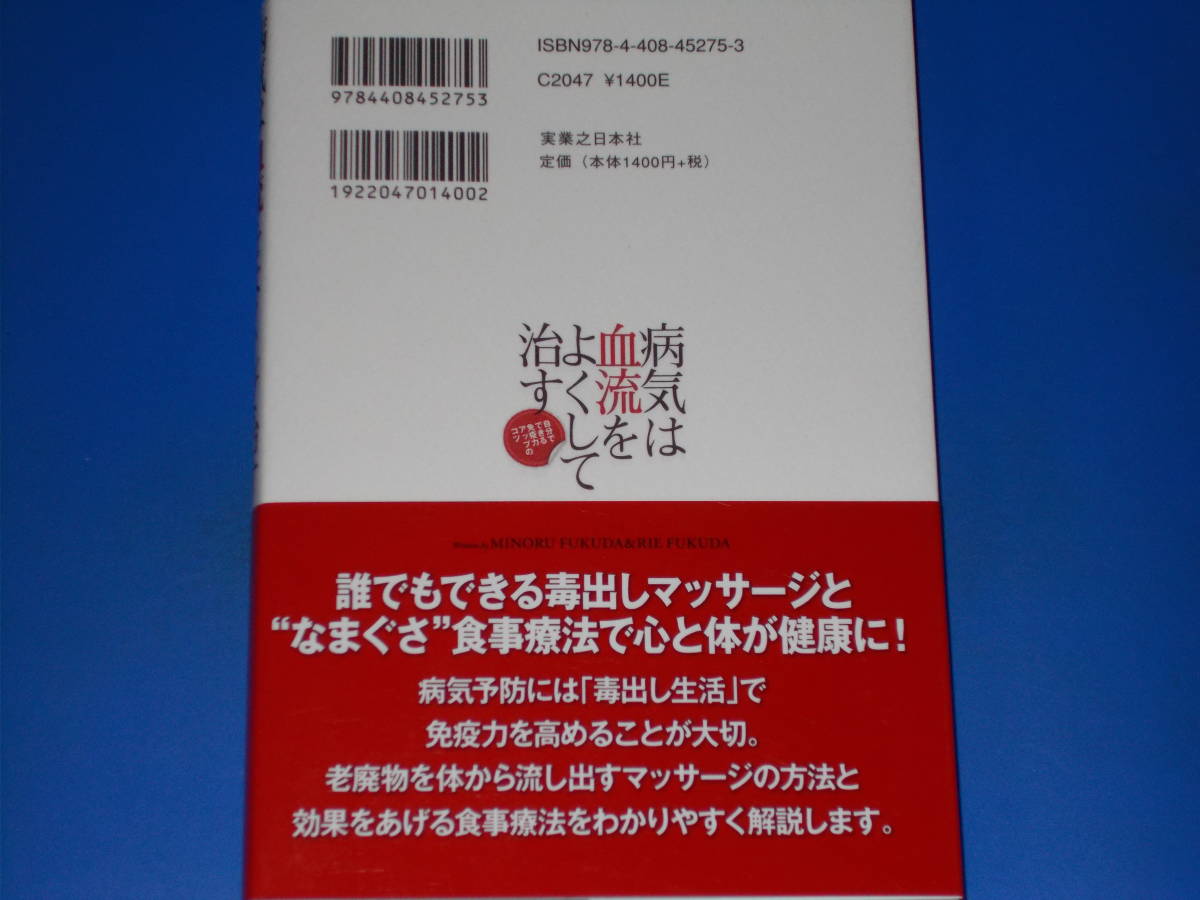 ISBN978-4-408-45275-3
9784408452753
C2047 ¥1400E
実業之日本社
定価（本体1400円+税）
1922047014002
病気は
血流を
よくして
治す
自分で
できる
免疫力
アップの
コツ
Written by MINORU FUKUDA&RIE FUKUDA
誰でもできる毒出しマッサージと
“なまぐさ”食事療法で心と体が健康に！
病気予防には「毒出し生活」で
免疫力を高めることが大切。
老廃物を体から流し出すマッサージの方法と
効果をあげる食事療法をわかりやすく解説します。